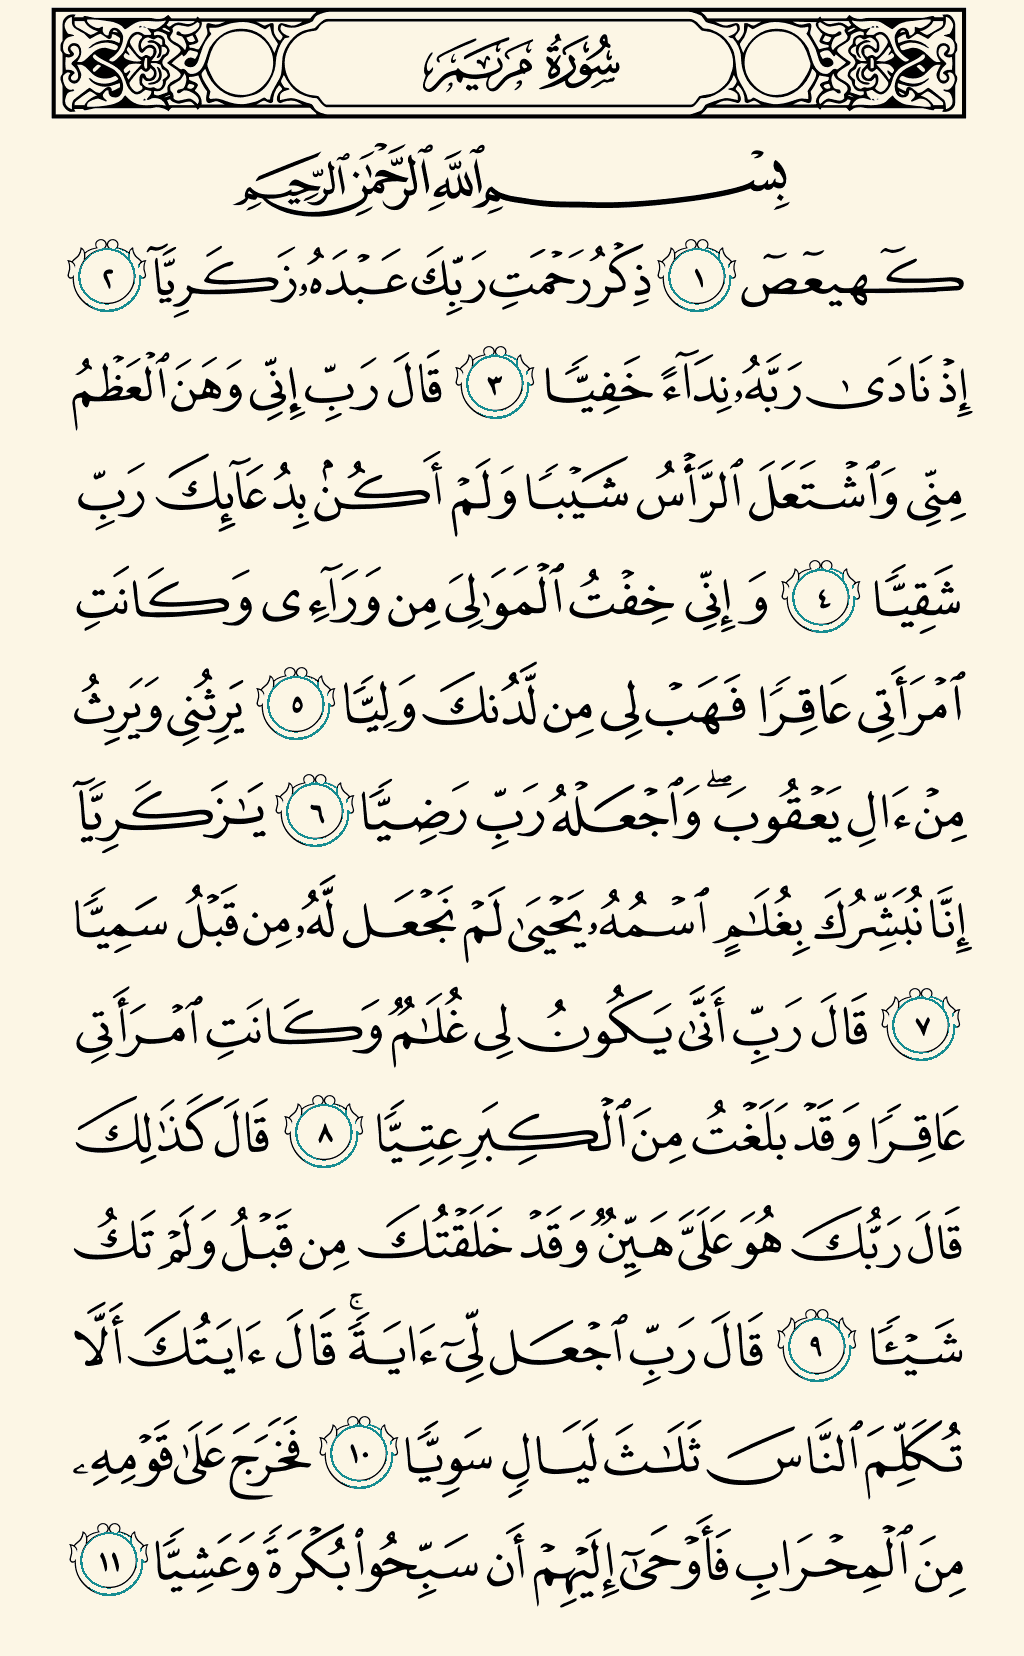 سُورَةُ مَرْيَمَ
بِسْمِ ٱللَّهِ ٱلرَّحْمَٰنِ ٱلرَّحِيمِ
كٓهيعٓصٓ ١ ذِكْرُ رَحْمَتِ رَبِّكَ عَبْدَهُۥ زَكَرِيَّآ ٢
إِذْ نَادَىٰ رَبَّهُۥ نِدَآءً خَفِيًّا ٣ قَالَ رَبِّ إِنِّى وَهَنَ ٱلْعَظْمُ
مِنِّى وَٱشْتَعَلَ ٱلرَّأْسُ شَيْبًا وَلَمْ أَكُنۢ بِدُعَآئِكَ رَبِّ
شَقِيًّا ٤ وَإِنِّى خِفْتُ ٱلْمَوَٰلِىَ مِن وَرَآءِى وَكَانَتِ
ٱمْرَأَتِى عَاقِرًا فَهَبْ لِى مِن لَّدُنكَ وَلِيًّا ٥ يَرِثُنِى وَيَرِثُ
مِنْ ءَالِ يَعْقُوبَ ۖ وَٱجْعَلْهُ رَبِّ رَضِيًّا ٦ يَـٰزَكَرِيَّآ
إِنَّا نُبَشِّرُكَ بِغُلَـٰمٍ ٱسْمُهُۥ يَحْيَىٰ لَمْ نَجْعَل لَّهُۥ مِن قَبْلُ سَمِيًّا
٧ قَالَ رَبِّ أَنَّىٰ يَكُونُ لِى غُلَـٰمٌ وَكَانَتِ ٱمْرَأَتِى
عَاقِرًا وَقَدْ بَلَغْتُ مِنَ ٱلْكِبَرِ عِتِيًّا ٨ قَالَ كَذَٰلِكَ
قَالَ رَبُّكَ هُوَ عَلَىَّ هَيِّنٌ وَقَدْ خَلَقْتُكَ مِن قَبْلُ وَلَمْ تَكُ
شَيْـًٔا ٩ قَالَ رَبِّ ٱجْعَل لِّىٓ ءَايَةً ۚ قَالَ ءَايَتُكَ أَلَّا
تُكَلِّمَ ٱلنَّاسَ ثَلَـٰثَ لَيَالٍ سَوِيًّا ١٠ فَخَرَجَ عَلَىٰ قَوْمِهِۦ
مِنَ ٱلْمِحْرَابِ فَأَوْحَىٰٓ إِلَيْهِمْ أَن سَبِّحُوا۟ بُكْرَةً وَعَشِيًّا ١١